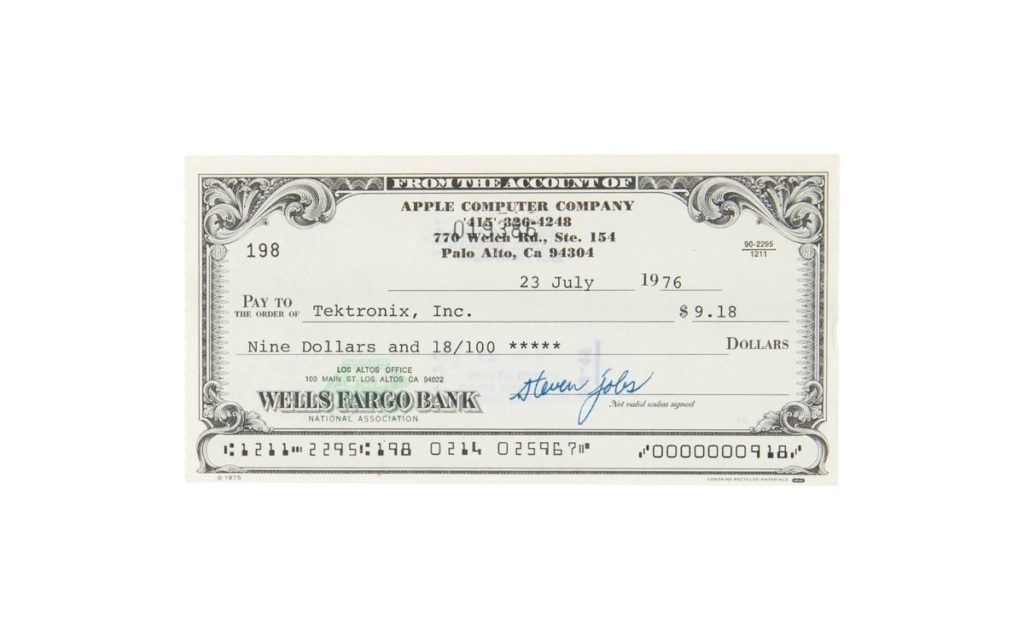 FROM THE ACCOUNT OF
APPLE COMPUTER COMPANY
'415' 326-4248
019386
770 Welch Rd., Ste. 154
Palo Alto, Ca 94304
198
90-2295
1211
23 July 1976
PAY TO
THE ORDER OF Tektronix, Inc. $ 9.18
Nine Dollars and 18/100 ***** DOLLARS
LOS ALTOS OFFICE
100 MAIN ST LOS ALTOS CA 94022
WELLS FARGO BANK
NATIONAL ASSOCIATION
steven jobs
Not valid unless signed
⑆1211⑉2295⑆198 0214 025967⑈ ⑇0000000918⑇
© 1975
CONTAINS RECYCLED MATERIALS